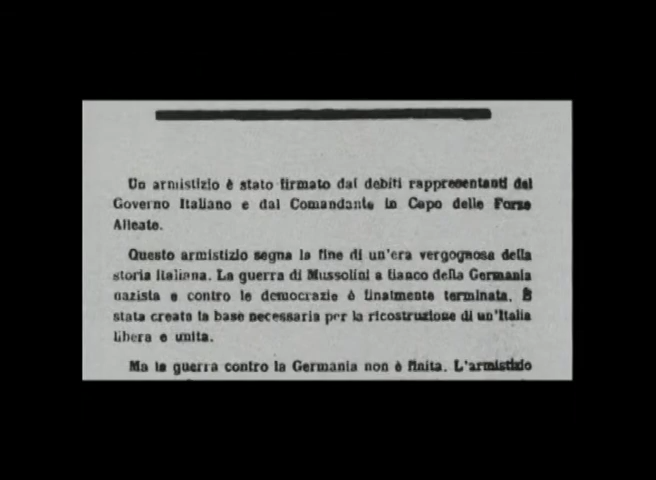 Un armistizio è stato firmato dai debiti rappresentanti del
Governo Italiano e dal Comandante in Capo delle Forze
Alleate.
Questo armistizio segna la fine di un'era vergognosa della
storia italiana. La guerra di Mussolini a fianco della Germania
nazista e contro le democrazie è finalmente terminata. È
stata creata la base necessaria per la ricostruzione di un'Italia
libera e unita.
Ma la guerra contro la Germania non è finita. L'armistizio